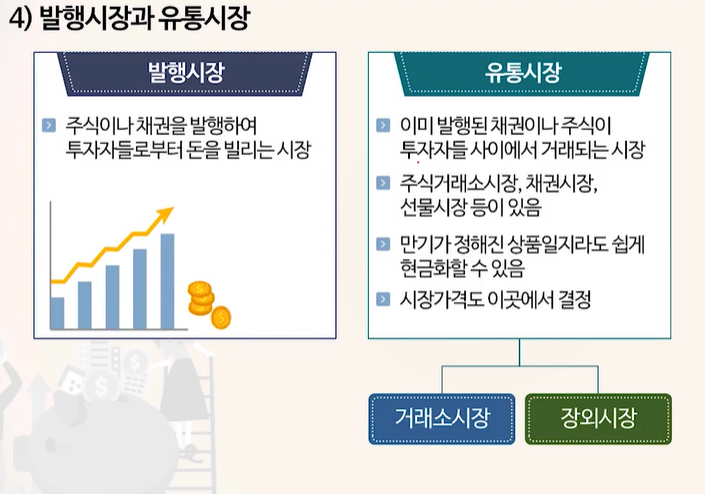 4) 발행시장과 유통시장
발행시장
주식이나 채권을 발행하여
투자자들로부터 돈을 빌리는 시장
유통시장
이미 발행된 채권이나 주식이
투자자들 사이에서 거래되는 시장
주식거래소시장, 채권시장,
선물시장 등이 있음
만기가 정해진 상품일지라도 쉽게
현금화할 수 있음
시장가격도 이곳에서 결정
거래소시장
장외시장